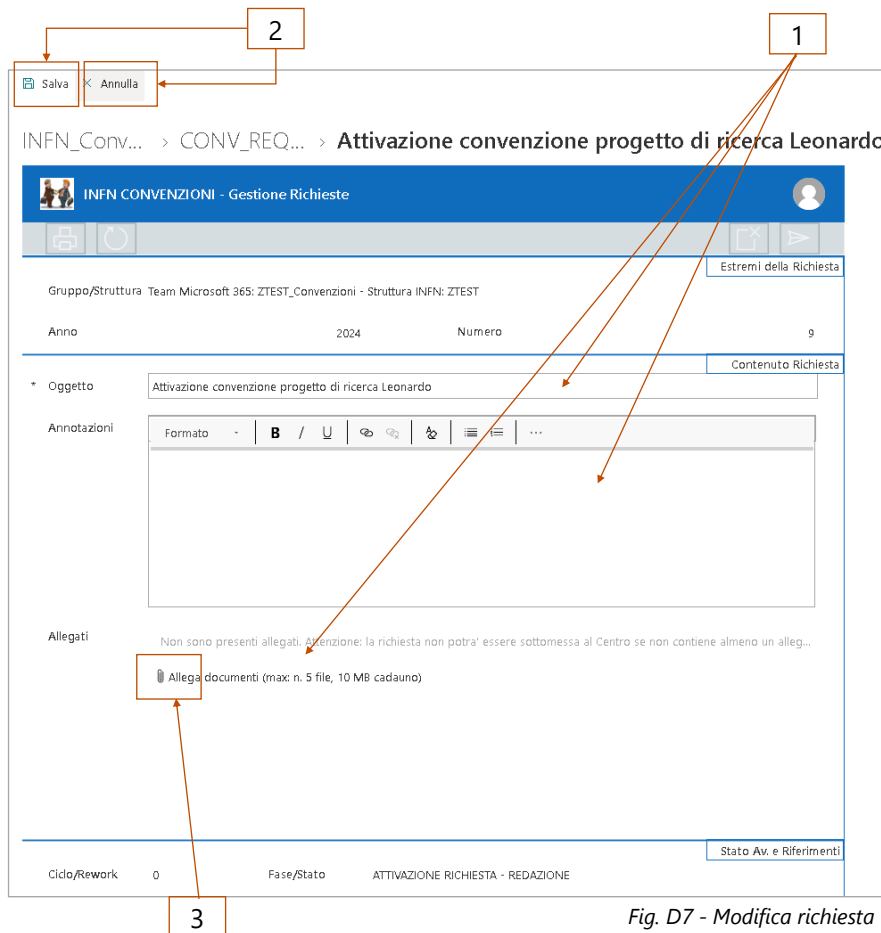 2
1
Salva × Annulla
INFN_Conv... > CONV_REQ... > Attivazione convenzione progetto di ricerca Leonardo
INFN CONVENZIONI - Gestione Richieste
Estremi della Richiesta
Gruppo/Struttura Team Microsoft 365: ZTEST_Convenzioni - Struttura INFN: ZTEST
Anno 2024 Numero 9
Contenuto Richiesta
* Oggetto Attivazione convenzione progetto di ricerca Leonardo
Annotazioni Formato B / U ...
Allegati Non sono presenti allegati. Attenzione: la richiesta non potra' essere sottomessa al Centro se non contiene almeno un alleg...
Allega documenti (max: n. 5 file, 10 MB cadauno)
Stato Av. e Riferimenti
Ciclo/Rework 0 Fase/Stato ATTIVAZIONE RICHIESTA - REDAZIONE
3
Fig. D7 - Modifica richiesta